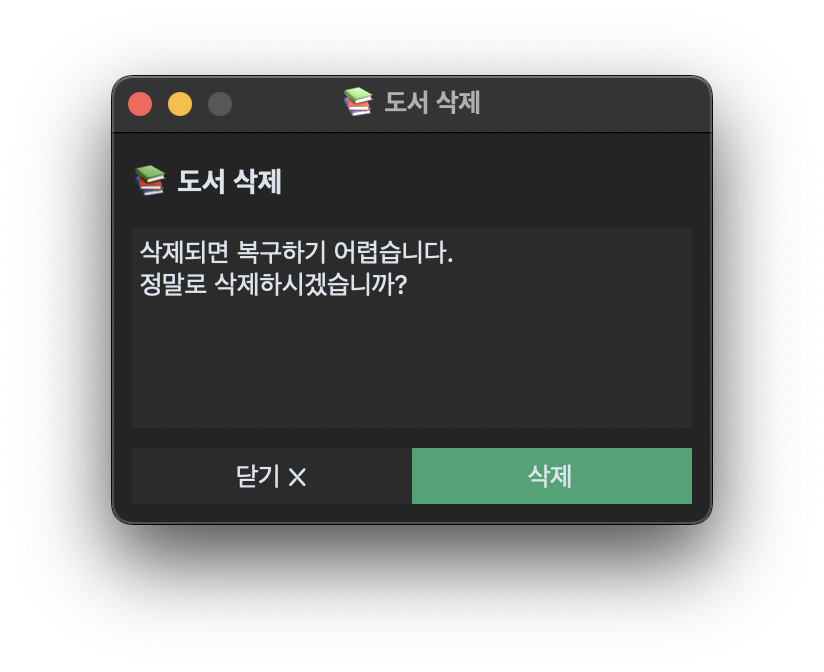 📚 도서 삭제
📚 도서 삭제
삭제되면 복구하기 어렵습니다.
정말로 삭제하시겠습니까?
닫기 X
삭제